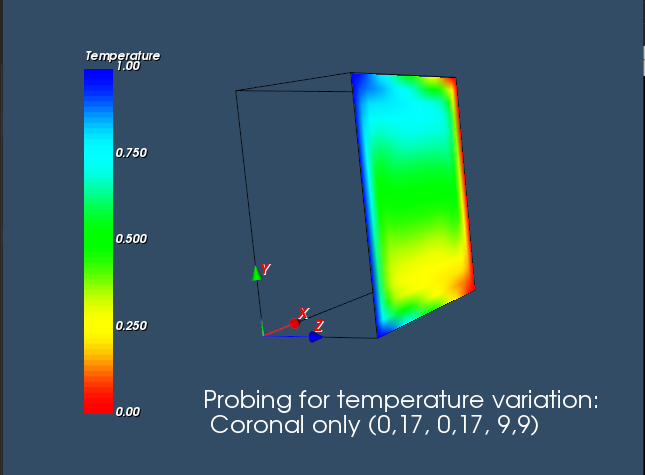 Temperature
1.00
0.750
0.500
0.250
0.00
Y
X
Z
Probing for temperature variation:
Coronal only (0,17, 0,17, 9,9)